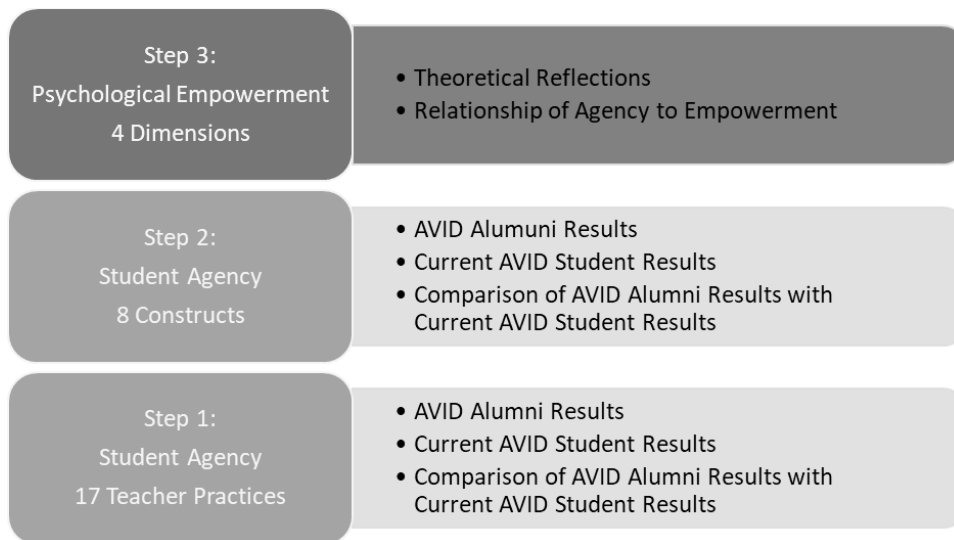 Step 3:
Psychological Empowerment
4 Dimensions
• Theoretical Reflections
• Relationship of Agency to Empowerment
Step 2:
Student Agency
8 Constructs
• AVID Alumuni Results
• Current AVID Student Results
• Comparison of AVID Alumni Results with
Current AVID Student Results
Step 1:
Student Agency
17 Teacher Practices
• AVID Alumni Results
• Current AVID Student Results
• Comparison of AVID Alumni Results with
Current AVID Student Results